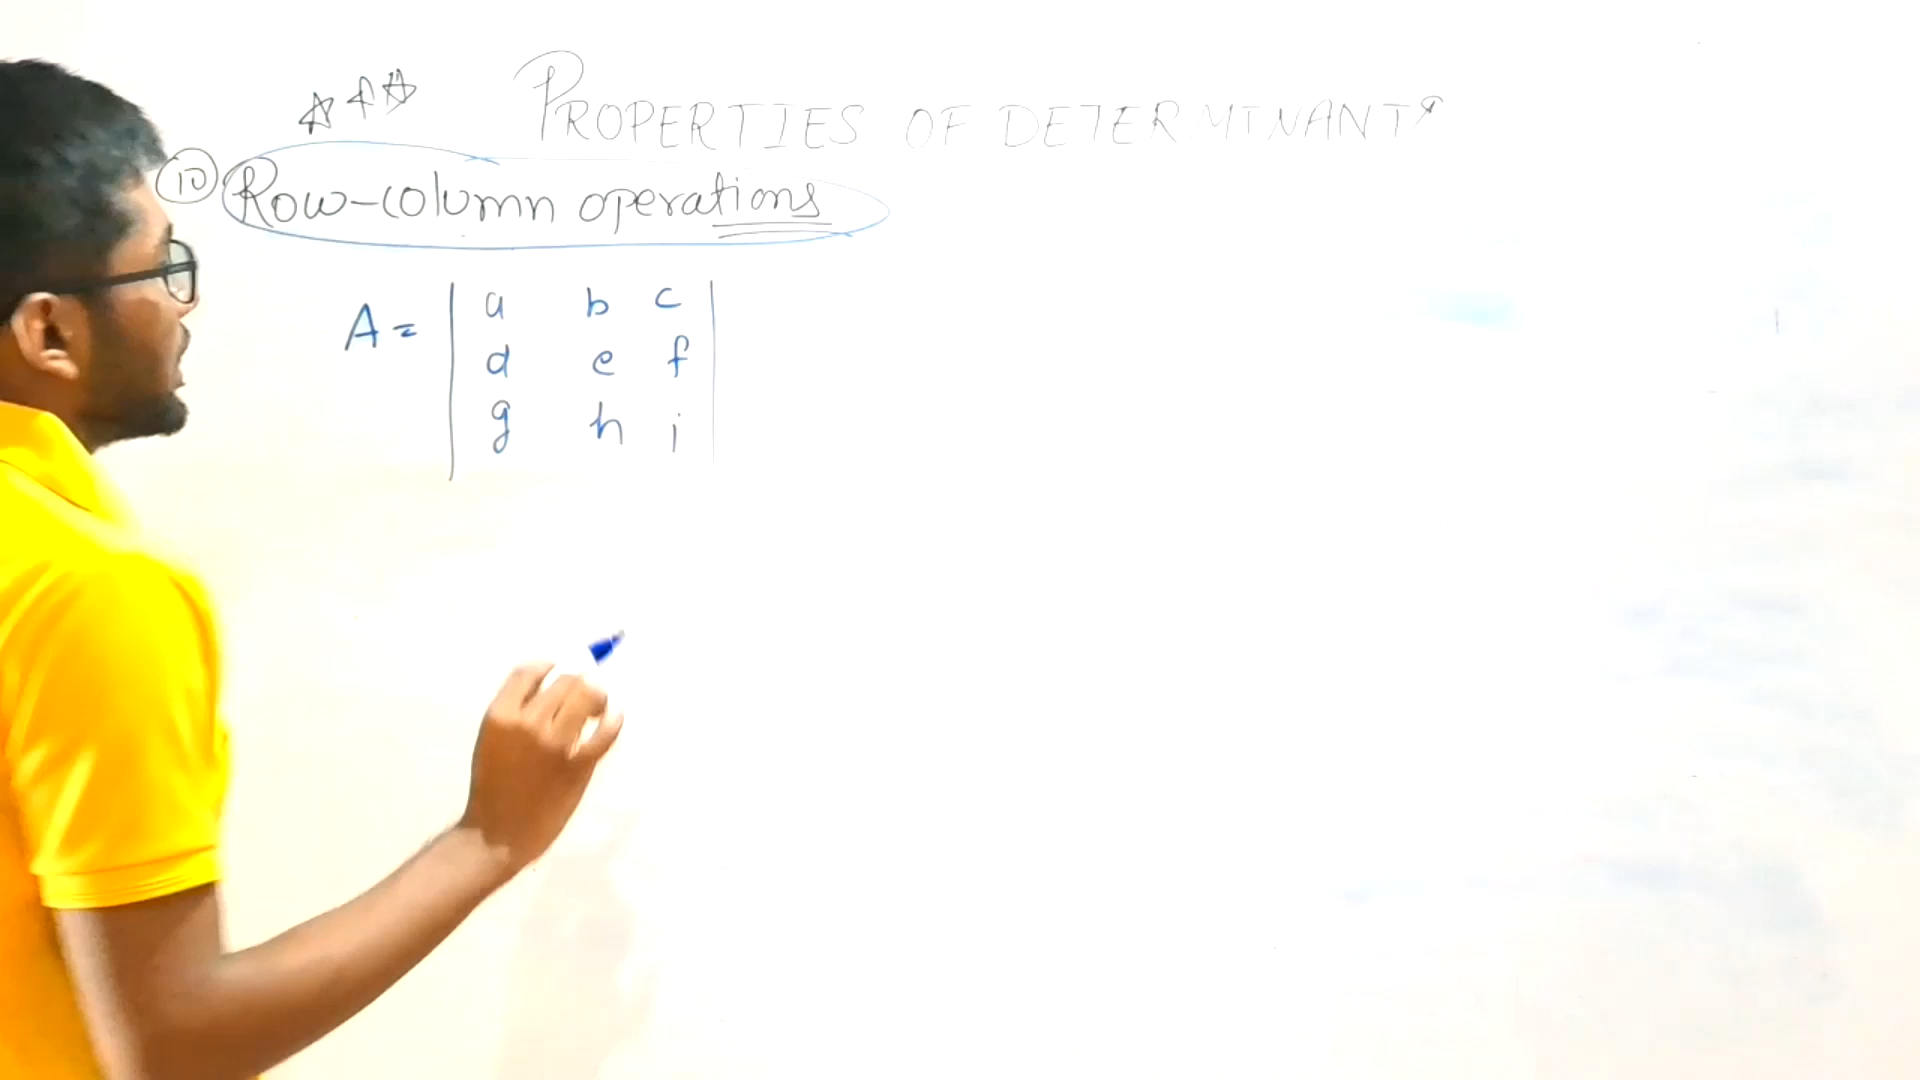 PROPERTIES OF DETERMINANTS
10 Row-column operations
A = | a b c |
| d e f |
| g h i |